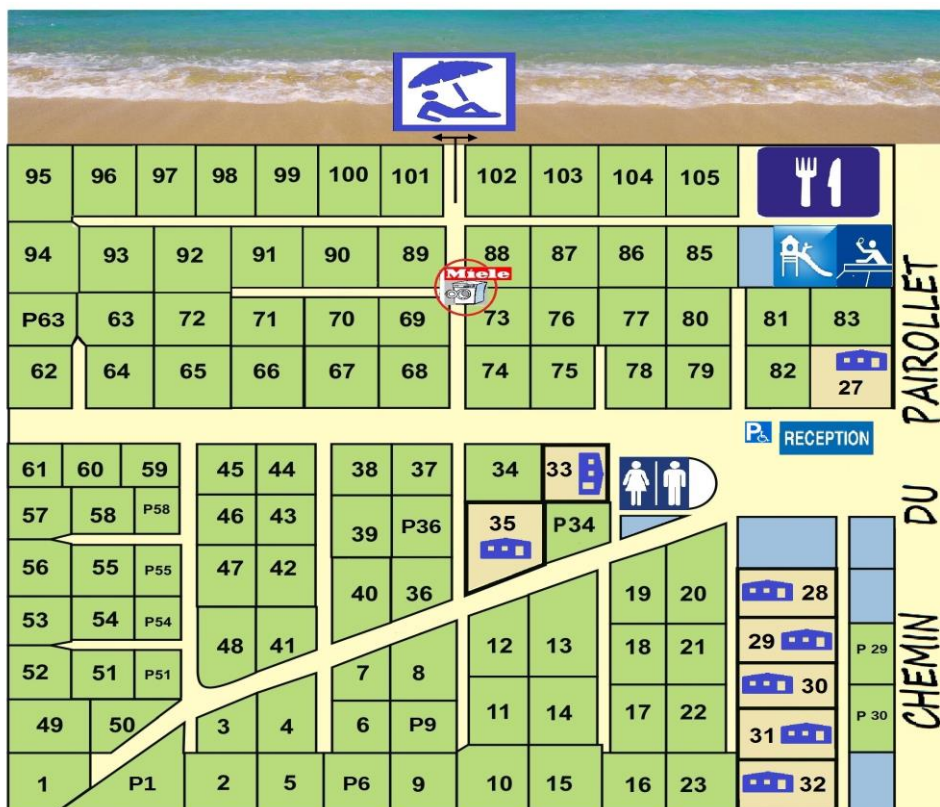 95 96 97 98 99 100 101 102 103 104 105
94 93 92 91 90 89 88 87 86 85
Miele
P63 63 72 71 70 69 73 76 77 80 81 83
62 64 65 66 67 68 74 75 78 79 82 27
P RECEPTION
61 60 59 45 44 38 37 34 33
57 58 P58 46 43 39 P36 35 P34
56 55 P55 47 42 40 36 19 20 28
53 54 P54 48 41 12 13 18 21 29 P 29
52 51 P51 7 8 11 14 17 22 30 P 30
49 50 3 4 6 P9 31
1 P1 2 5 P6 9 10 15 16 23 32
CHEMIN DU PAIROLLET